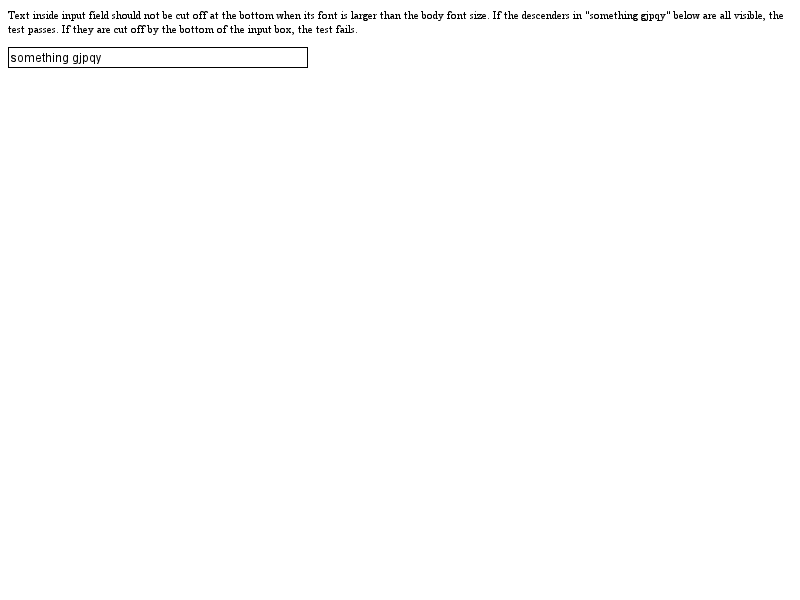 Text inside input field should not be cut off at the bottom when its font is larger than the body font size. If the descenders in "something gjpqy" below are all visible, the
test passes. If they are cut off by the bottom of the input box, the test fails.
something gjpqy